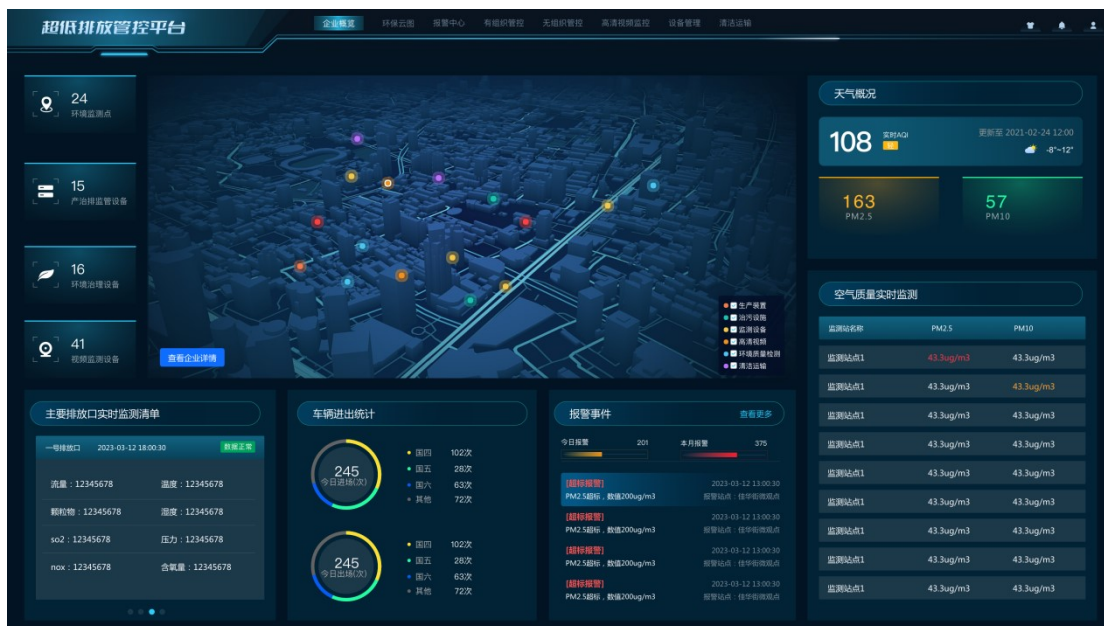 超低排放管控平台
企业概览 环保云图 报警中心 有组织管控 无组织管控 高清视频监控 设备管理 清洁运输
24
环境监测点
15
产治排监管设备
16
环境治理设备
41
视频监测设备
查看企业详情
生产装置
治污设施
监测设备
高清视频
环境质量检测
清洁运输
天气概况
108 实时AQI
更新至 2021-02-24 12:00
-8°~12°
163
PM2.5
57
PM10
空气质量实时监测
监测站名称 PM2.5 PM10
监测站点1 43.3ug/m3 43.3ug/m3
监测站点1 43.3ug/m3 43.3ug/m3
监测站点1 43.3ug/m3 43.3ug/m3
监测站点1 43.3ug/m3 43.3ug/m3
监测站点1 43.3ug/m3 43.3ug/m3
监测站点1 43.3ug/m3 43.3ug/m3
监测站点1 43.3ug/m3 43.3ug/m3
监测站点1 43.3ug/m3 43.3ug/m3
监测站点1 43.3ug/m3 43.3ug/m3
主要排放口实时监测清单
一号排放口 2023-03-12 18:00:30 数据正常
流量：12345678 温度：12345678
颗粒物：12345678 湿度：12345678
so2：12345678 压力：12345678
nox：12345678 含氧量：12345678
车辆进出统计
245
今日进场(次)
国四 102次
国五 28次
国六 63次
其他 72次
245
今日出场(次)
国四 102次
国五 28次
国六 63次
其他 72次
报警事件 查看更多
今日报警 201 本月报警 375
[超标报警] 2023-03-12 13:00:30
PM2.5超标，数值200ug/m3 报警站点：佳华街微观点
[超标报警] 2023-03-12 13:00:30
PM2.5超标，数值200ug/m3 报警站点：佳华街微观点
[超标报警] 2023-03-12 13:00:30
PM2.5超标，数值200ug/m3 报警站点：佳华街微观点
[超标报警] 2023-03-12 13:00:30
PM2.5超标，数值200ug/m3 报警站点：佳华街微观点